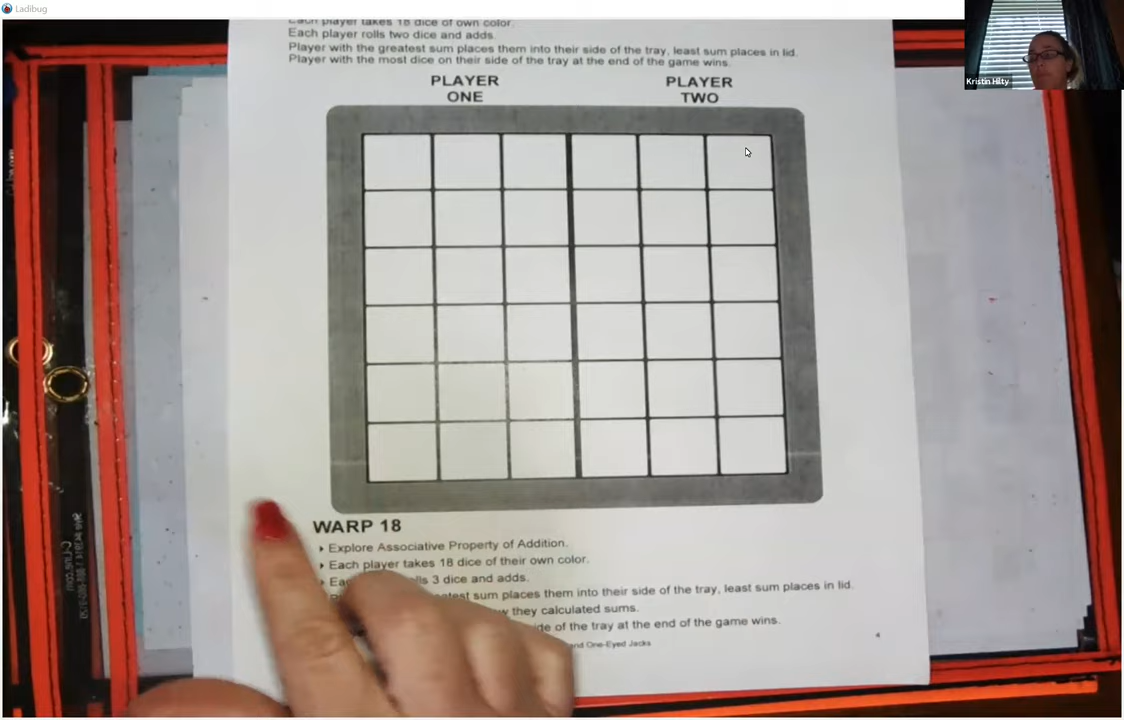 Ladibug
Each player takes 18 dice of own color.
Each player rolls two dice and adds.
Player with the greatest sum places them into their side of the tray, least sum places in lid.
Player with the most dice on their side of the tray at the end of the game wins.
Kristin Hilty
PLAYER ONE
PLAYER TWO
WARP 18
Explore Associative Property of Addition.
Each player takes 18 dice of their own color.
3 dice and adds.
sum places them into their side of the tray, least sum places in lid.
they calculated sums.
of the tray at the end of the game wins.
and One-Eyed Jacks
4